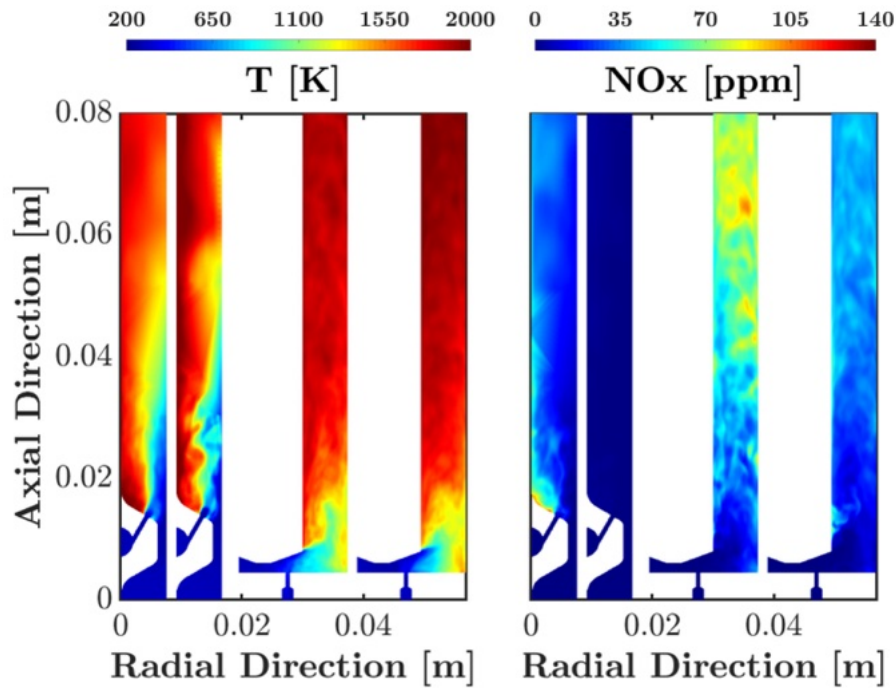 200 650 1100 1550 2000
T [K]
0 35 70 105 140
NOx [ppm]
0.08
0.06
0.04
0.02
0
Axial Direction [m]
0 0.02 0.04
Radial Direction [m]
0 0.02 0.04
Radial Direction [m]